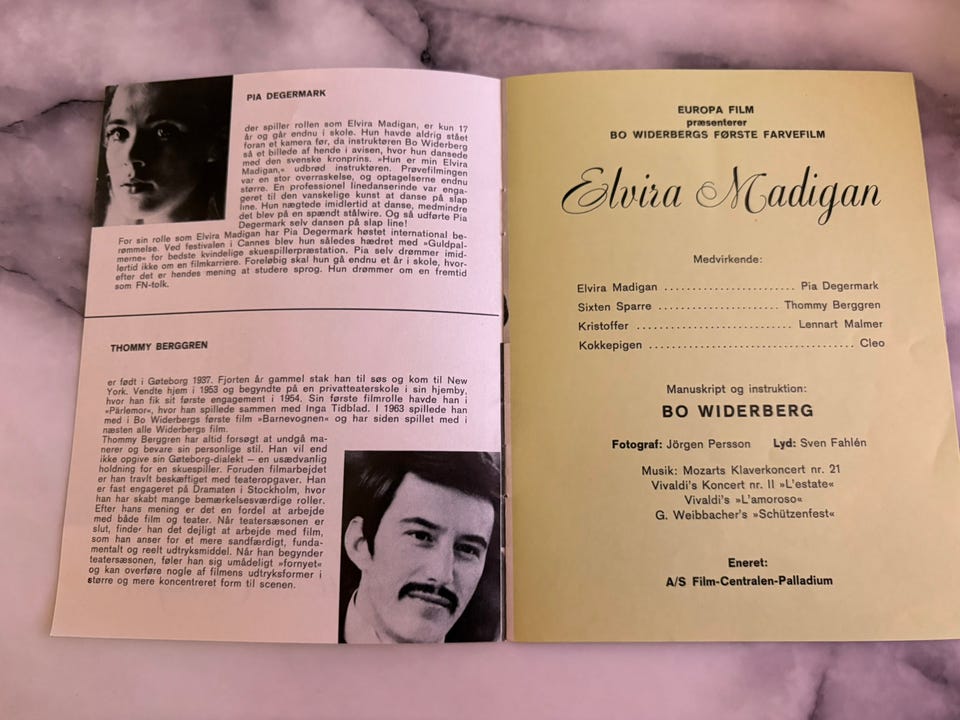 PIA DEGERMARK
der spiller rollen som Elvira Madigan, er kun 17
år og går endnu i skole. Hun havde aldrig stået
foran et kamera før, da instruktøren Bo Widerberg
så et billede af hende i avisen, hvor hun dansede
med den svenske kronprins. »Hun er min Elvira
Madigan,« udbrød instruktøren. Prøvefilmingen
var en stor overraskelse, og optagelserne endnu
større. En professionel linedanserinde var enga-
geret til den vanskelige kunst at danse på slap
line. Hun nægtede imidlertid at danse, medmindre
det blev på en spændt stålwire. Og så udførte Pia
Degermark selv dansen på slap line!
For sin rolle som Elvira Madigan har Pia Degermark høstet international be-
rømmelse. Ved festivalen i Cannes blev hun således hædret med »Guldpal-
merne« for bedste kvindelige skuespillerpræstation. Pia selv drømmer imid-
lertid ikke om en filmkarriere. Foreløbig skal hun gå endnu et år i skole, hvor-
efter det er hendes mening at studere sprog. Hun drømmer om en fremtid
som FN-tolk.
THOMMY BERGGREN
er født i Gøteborg 1937. Fjorten år gammel stak han til søs og kom til New
York. Vendte hjem i 1953 og begyndte på en privatteaterskole i sin hjemby,
hvor han fik sit første engagement i 1954. Sin første filmrolle havde han i
»Pärlemor«, hvor han spillede sammen med Inga Tidblad. I 1963 spillede han
med i Bo Widerbergs første film »Barnevognen« og har siden spillet med i
næsten alle Widerbergs film.
Thommy Berggren har altid forsøgt at undgå ma-
nerer og bevare sin personlige stil. Han vil end
ikke opgive sin Gøteborg-dialekt – en usædvanlig
holdning for en skuespiller. Foruden filmarbejdet
er han travlt beskæftiget med teateropgaver. Han
er fast engageret på Dramaten i Stockholm, hvor
han har skabt mange bemærkelsesværdige roller.
Efter hans mening er det en fordel at arbejde
med både film og teater. Når teatersæsonen er
slut, finder han det dejligt at arbejde med film,
som han anser for et mere sandfærdigt, funda-
mentalt og reelt udtryksmiddel. Når han begynder
teatersæsonen, føler han sig umådeligt »fornyet«
og kan overføre nogle af filmens udtryksformer i
større og mere koncentreret form til scenen.
EUROPA FILM
præsenterer
BO WIDERBERGS FØRSTE FARVEFILM
Elvira Madigan
Medvirkende:
Elvira Madigan ........................ Pia Degermark
Sixten Sparre ........................ Thommy Berggren
Kristoffer ............................ Lennart Malmer
Kokkepigen ...................................... Cleo
Manuskript og instruktion:
BO WIDERBERG
Fotograf: Jörgen Persson Lyd: Sven Fahlén
Musik: Mozarts Klaverkoncert nr. 21
Vivaldi's Koncert nr. II »L'estate«
Vivaldi's »L'amoroso«
G. Weibbacher's »Schützenfest«
Eneret:
A/S Film-Centralen-Palladium